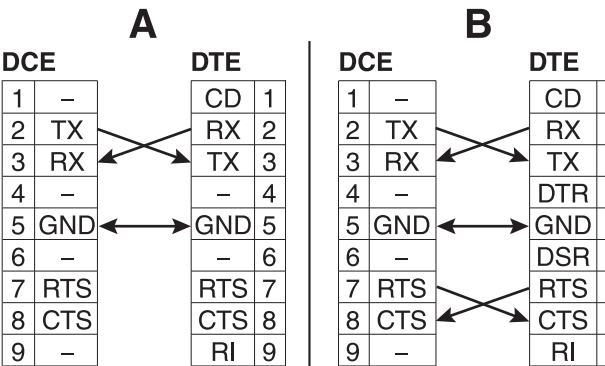 A B
DCE DTE DCE DTE
1 – CD 1 1 – CD
2 TX RX 2 2 TX RX
3 RX TX 3 3 RX TX
4 – – 4 4 – DTR
5 GND GND 5 5 GND GND
6 – – 6 6 – DSR
7 RTS RTS 7 7 RTS RTS
8 CTS CTS 8 8 CTS CTS
9 – RI 9 9 – RI